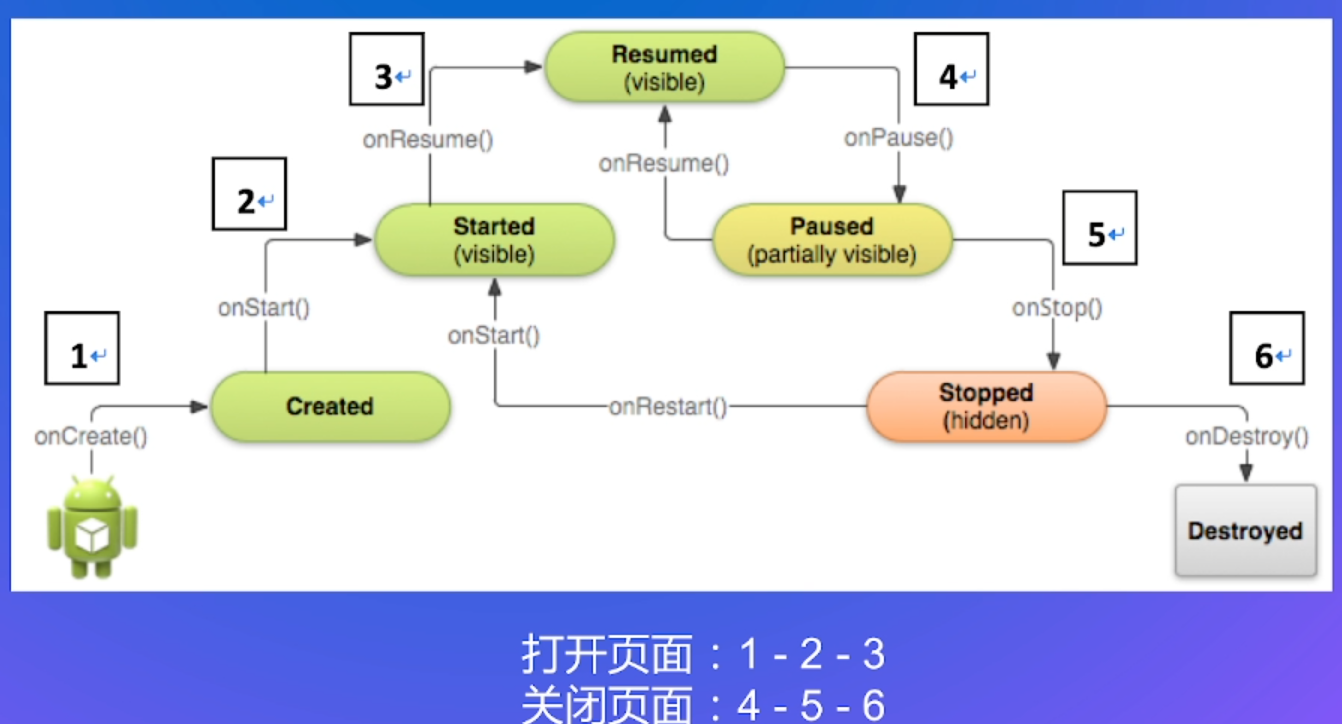 Resumed
(visible)
3↵
4↵
onResume()
onPause()
onResume()
2↵
Started
(visible)
Paused
(partially visible)
5↵
onStart()
onStart()
onStop()
1↵
6↵
Created
onRestart()
Stopped
(hidden)
onCreate()
onDestroy()
Destroyed
打开页面：1 - 2 - 3
关闭页面：4 - 5 - 6